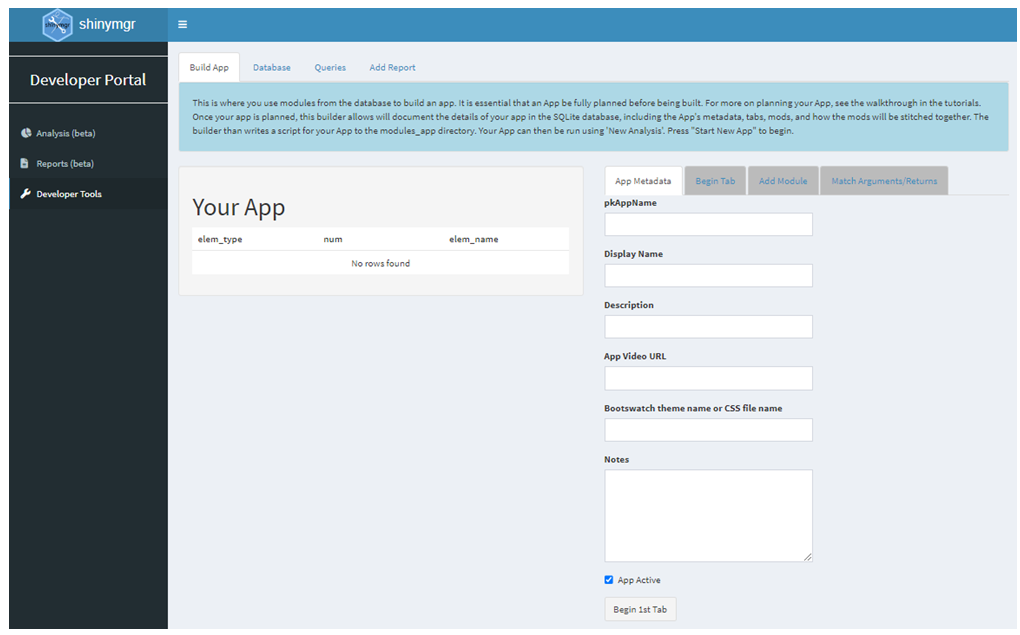 shinymgr
shinymgr
Developer Portal
Analysis (beta)
Reports (beta)
Developer Tools
Build App
Database
Queries
Add Report
This is where you use modules from the database to build an app. It is essential that an App be fully planned before being built. For more on planning your App, see the walkthrough in the tutorials.
Once your app is planned, this builder allows will document the details of your app in the SQLite database, including the App's metadata, tabs, mods, and how the mods will be stitched together. The
builder than writes a script for your App to the modules_app directory. Your App can then be run using 'New Analysis'. Press "Start New App" to begin.
Your App
elem_type num elem_name
No rows found
App Metadata
Begin Tab
Add Module
Match Arguments/Returns
pkAppName
Display Name
Description
App Video URL
Bootswatch theme name or CSS file name
Notes
App Active
Begin 1st Tab